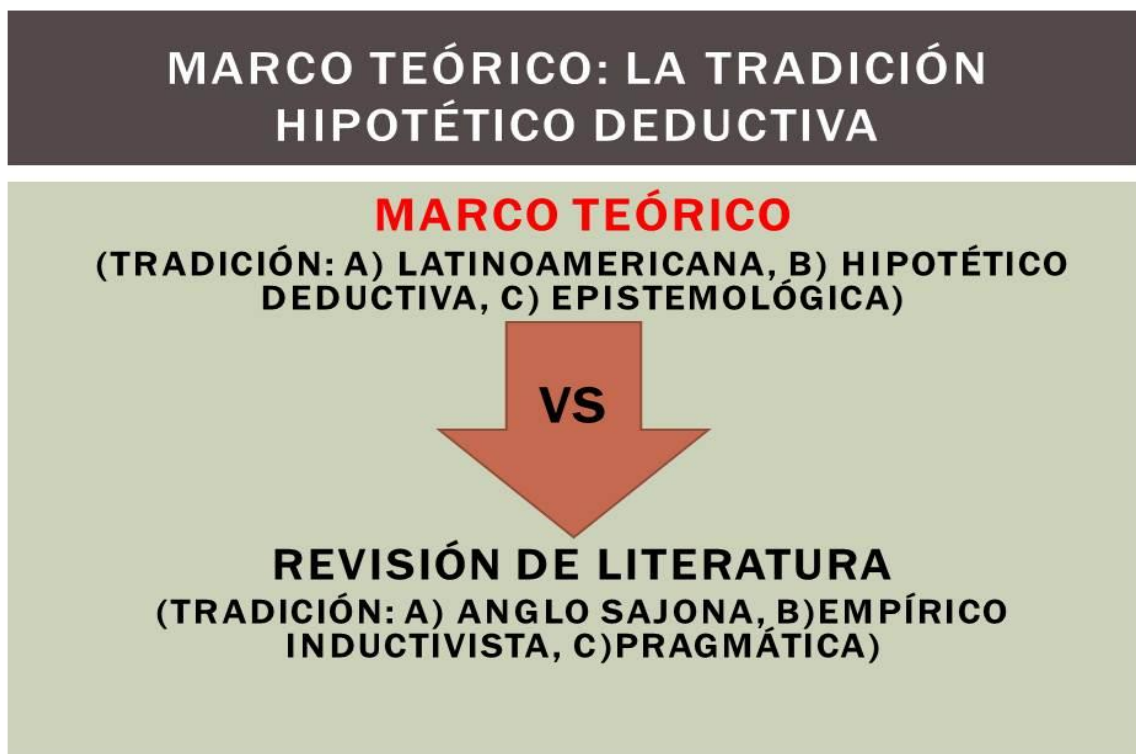 MARCO TEÓRICO: LA TRADICIÓN
HIPOTÉTICO DEDUCTIVA
MARCO TEÓRICO
(TRADICIÓN: A) LATINOAMERICANA, B) HIPOTÉTICO
DEDUCTIVA, C) EPISTEMOLÓGICA)
VS
REVISIÓN DE LITERATURA
(TRADICIÓN: A) ANGLO SAJONA, B)EMPÍRICO
INDUCTIVISTA, C)PRAGMÁTICA)